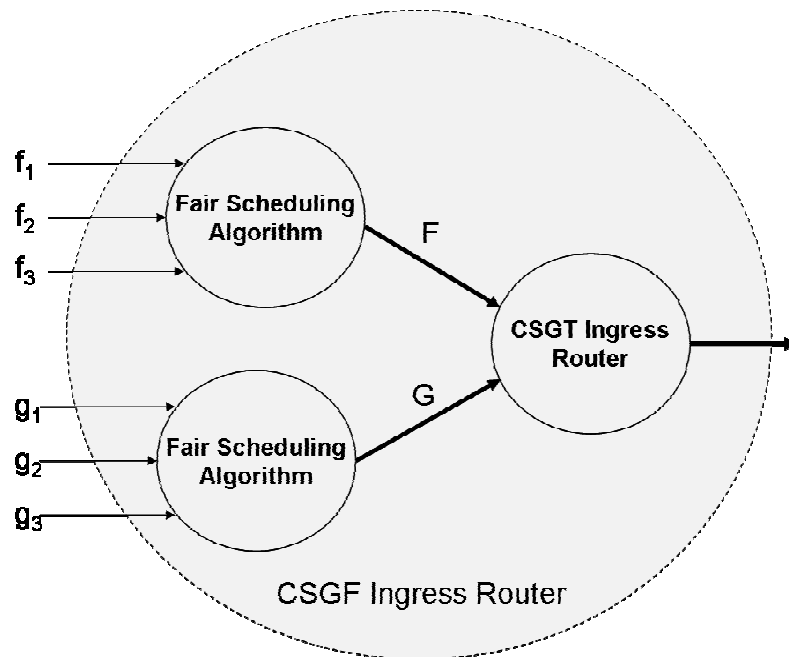 f1
f2
f3
Fair Scheduling
Algorithm
F
CSGT Ingress
Router
g1
g2
g3
Fair Scheduling
Algorithm
G
CSGF Ingress Router